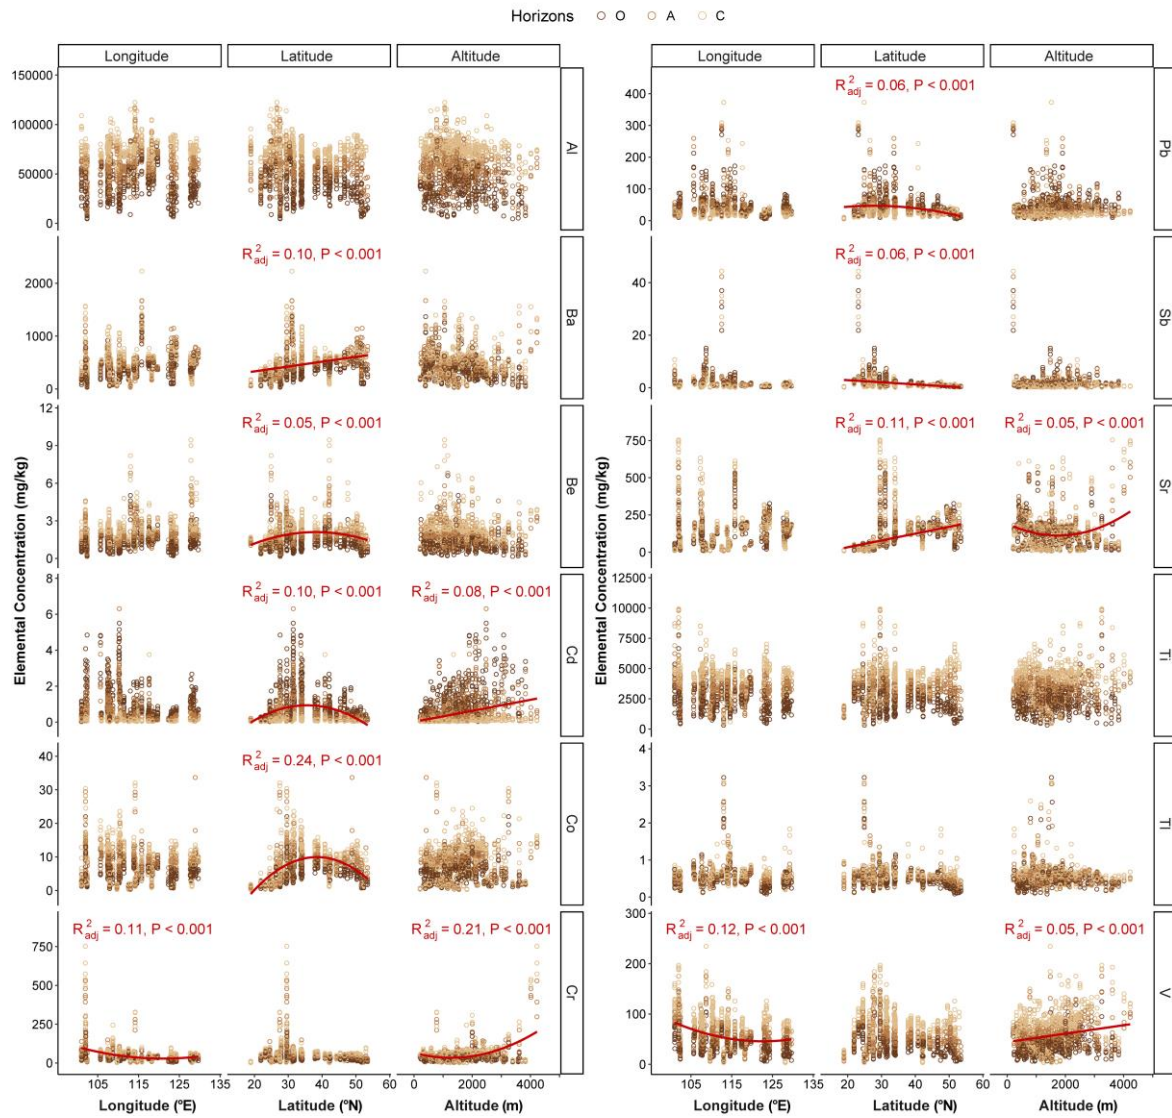 Horizons O A C
Longitude Latitude Altitude
Longitude Latitude Altitude
Elemental Concentration (mg/kg)
150000
100000
50000
0
Al
R²adj = 0.10, P < 0.001
2000
1000
0
Ba
R²adj = 0.05, P < 0.001
12
9
6
3
0
Be
R²adj = 0.10, P < 0.001
R²adj = 0.08, P < 0.001
8
6
4
2
0
Cd
R²adj = 0.24, P < 0.001
40
30
20
10
0
Co
R²adj = 0.11, P < 0.001
R²adj = 0.21, P < 0.001
750
500
250
0
Cr
105 115 125 135
20 30 40 50 60
0 2000 4000
Longitude (ºE) Latitude (ºN) Altitude (m)
Elemental Concentration (mg/kg)
R²adj = 0.06, P < 0.001
400
300
200
100
0
Pb
R²adj = 0.06, P < 0.001
40
20
0
Sb
R²adj = 0.11, P < 0.001
R²adj = 0.05, P < 0.001
750
500
250
0
Sr
12500
10000
7500
5000
2500
0
Ti
4
3
2
1
0
Tl
R²adj = 0.12, P < 0.001
R²adj = 0.05, P < 0.001
300
200
100
0
V
105 115 125 135
20 30 40 50 60
0 2000 4000
Longitude (ºE) Latitude (ºN) Altitude (m)